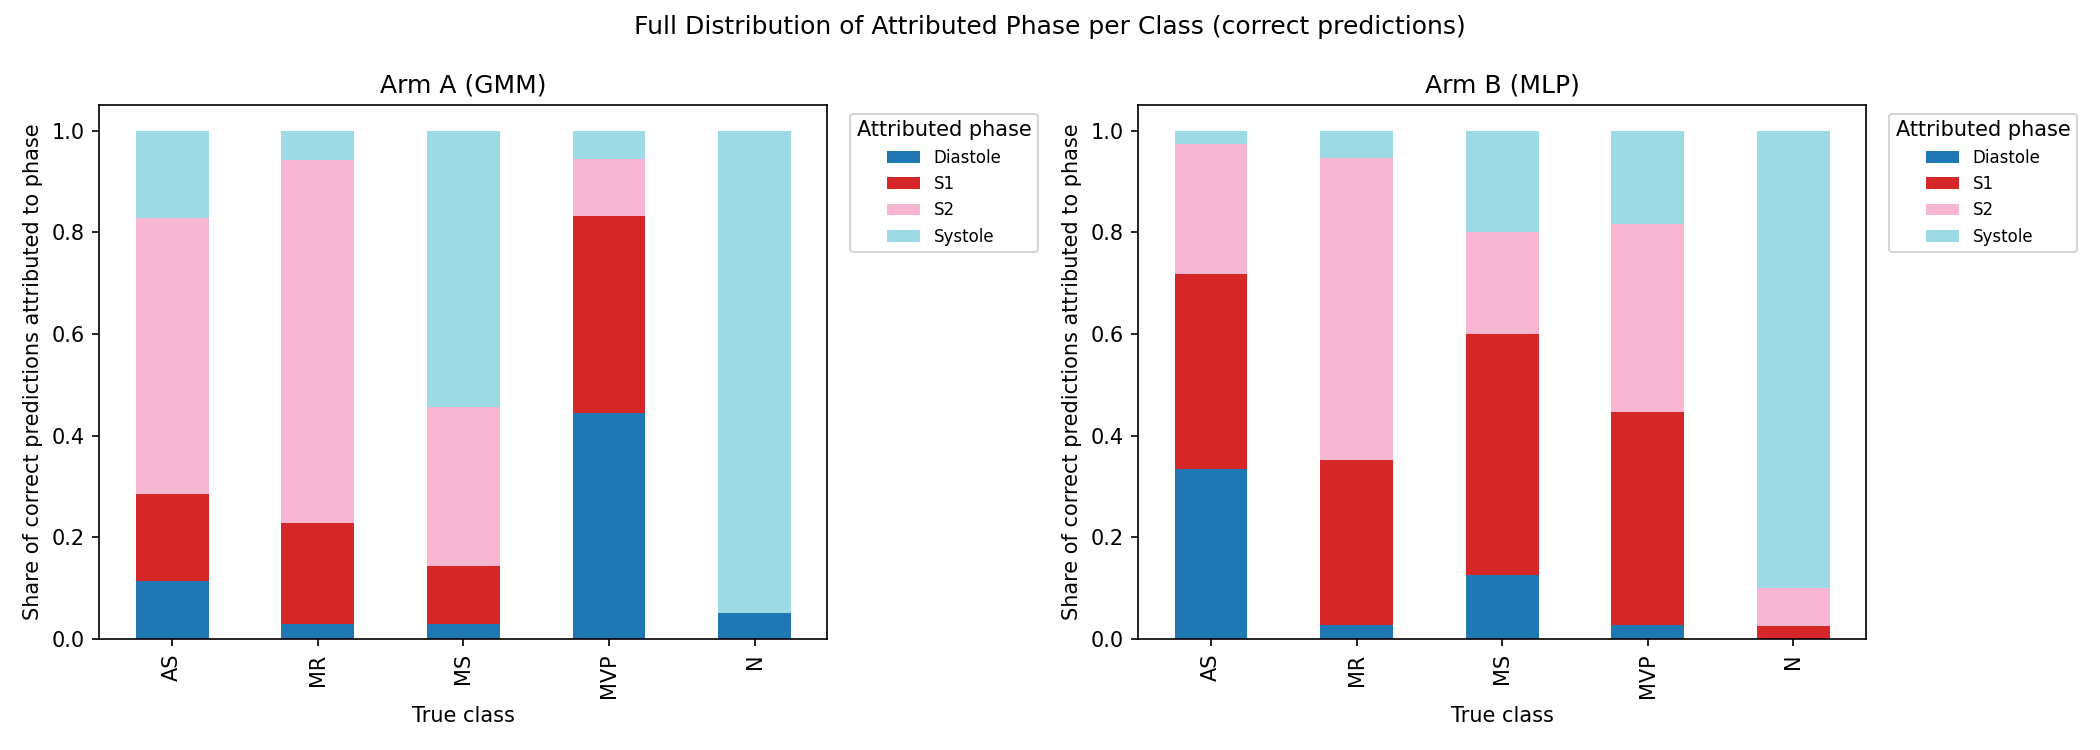 Full Distribution of Attributed Phase per Class (correct predictions)
Arm A (GMM)
Share of correct predictions attributed to phase
1.0
0.8
0.6
0.4
0.2
0.0
AS
MR
MS
MVP
N
True class
Attributed phase
Diastole
S1
S2
Systole
Arm B (MLP)
Share of correct predictions attributed to phase
1.0
0.8
0.6
0.4
0.2
0.0
AS
MR
MS
MVP
N
True class
Attributed phase
Diastole
S1
S2
Systole